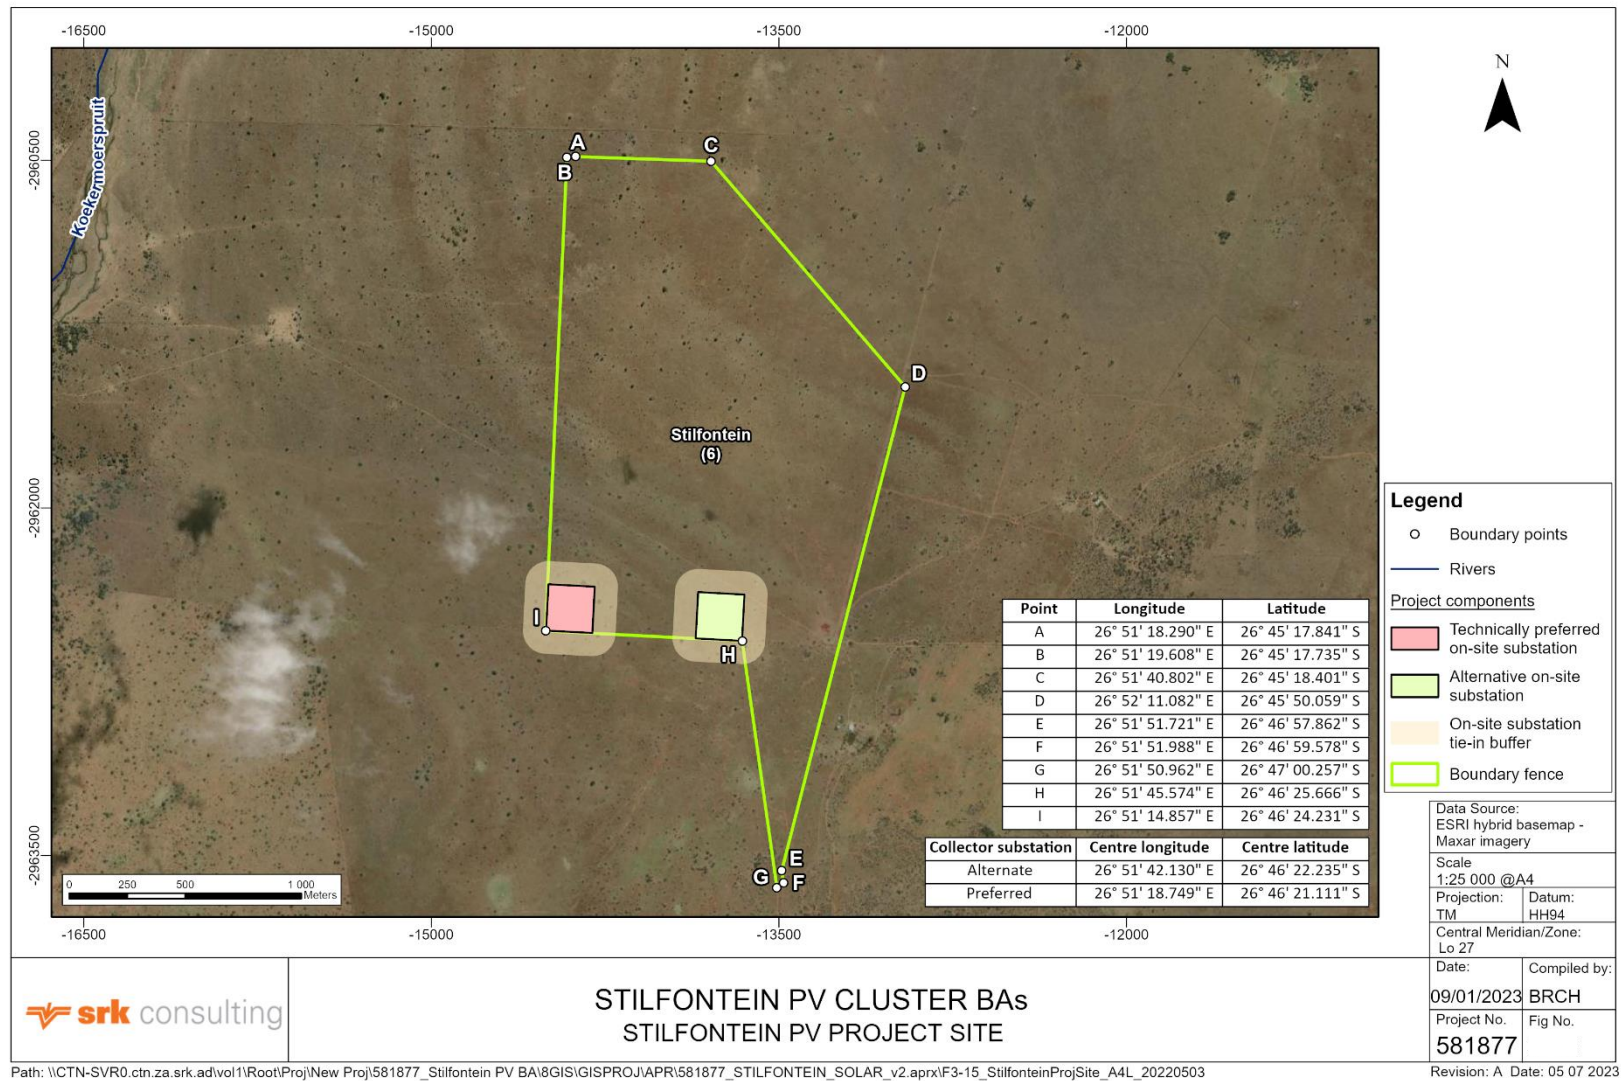 -16500
-15000
-13500
-12000
N
-2960500
-2962000
-2963500
Koekemoerspruit
A
B
C
D
Stilfontein
(6)
I
H
E
G
F
0 250 500 1 000
Meters
Point Longitude Latitude
A 26° 51' 18.290" E 26° 45' 17.841" S
B 26° 51' 19.608" E 26° 45' 17.735" S
C 26° 51' 40.802" E 26° 45' 18.401" S
D 26° 52' 11.082" E 26° 45' 50.059" S
E 26° 51' 51.721" E 26° 46' 57.862" S
F 26° 51' 51.988" E 26° 46' 59.578" S
G 26° 51' 50.962" E 26° 47' 00.257" S
H 26° 51' 45.574" E 26° 46' 25.666" S
I 26° 51' 14.857" E 26° 46' 24.231" S
Collector substation Centre longitude Centre latitude
Alternate 26° 51' 42.130" E 26° 46' 22.235" S
Preferred 26° 51' 18.749" E 26° 46' 21.111" S
-16500
-15000
-13500
-12000
Legend
Boundary points
Rivers
Project components
Technically preferred
on-site substation
Alternative on-site
substation
On-site substation
tie-in buffer
Boundary fence
Data Source:
ESRI hybrid basemap -
Maxar imagery
Scale
1:25 000 @A4
Projection:
TM
Datum:
HH94
Central Meridian/Zone:
Lo 27
Date:
09/01/2023
Compiled by:
BRCH
Project No.
581877
Fig No.
srk consulting
STILFONTEIN PV CLUSTER BAs
STILFONTEIN PV PROJECT SITE
Path: \\CTN-SVR0.ctn.za.srk.ad\vol1\Root\Proj\New Proj\581877_Stilfontein PV BA\8GIS\GISPROJ\APR\581877_STILFONTEIN_SOLAR_v2.aprx\F3-15_StilfonteinProjSite_A4L_20220503
Revision: A Date: 05 07 2023